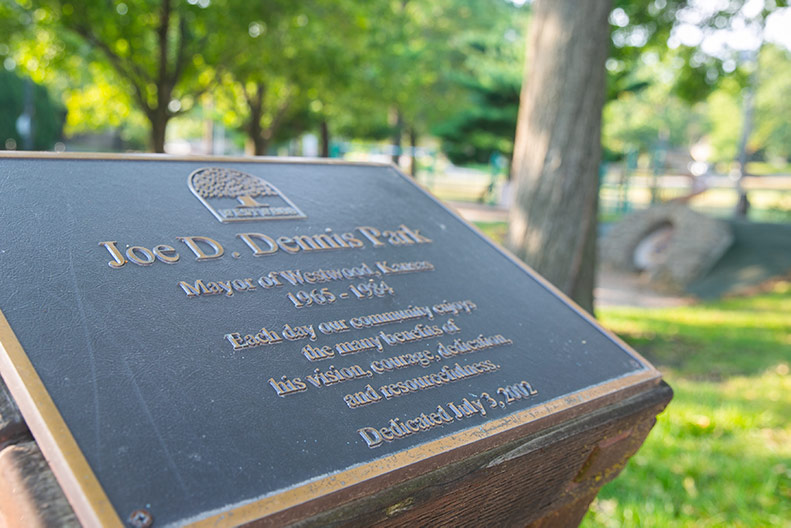 Joe D. Dennis Park
Mayor of Westwood, Kansas
1965 - 1984
Each day our community enjoys
the many benefits of
his vision, courage, dedication,
and resourcefulness.
Dedicated July 3, 2002